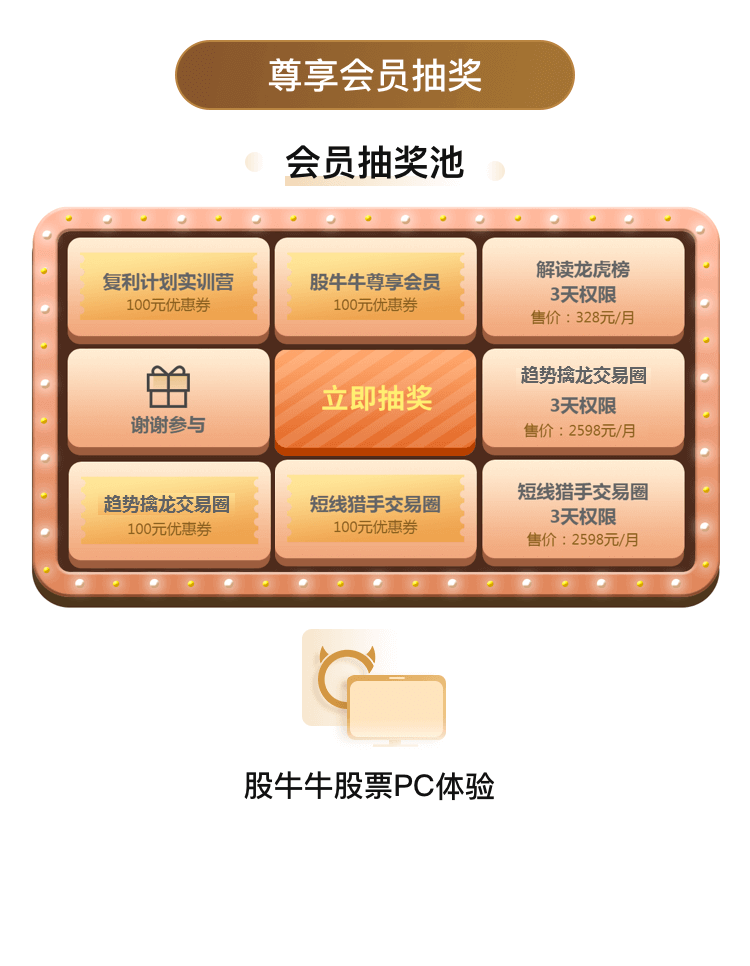 尊享会员抽奖
会员抽奖池
复利计划实训营
100元优惠券
股牛牛尊享会员
100元优惠券
解读龙虎榜
3天权限
售价：328元/月
谢谢参与
立即抽奖
趋势擒龙交易圈
3天权限
售价：2598元/月
趋势擒龙交易圈
100元优惠券
短线猎手交易圈
100元优惠券
短线猎手交易圈
3天权限
售价：2598元/月
股牛牛股票PC体验